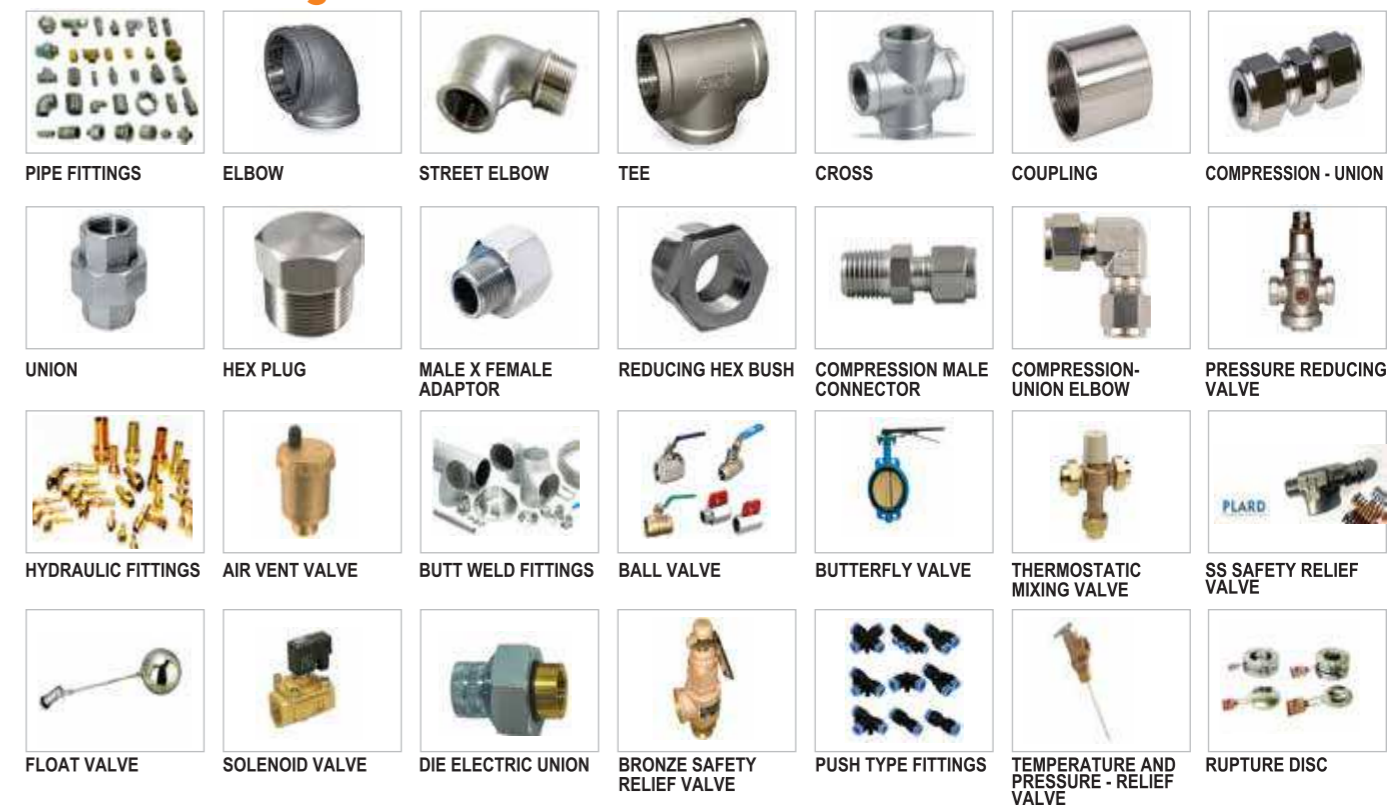 PIPE FITTINGS
ELBOW
STREET ELBOW
TEE
CROSS
COUPLING
COMPRESSION - UNION
UNION
HEX PLUG
MALE X FEMALE
ADAPTOR
REDUCING HEX BUSH
COMPRESSION MALE
CONNECTOR
COMPRESSION-
UNION ELBOW
PRESSURE REDUCING
VALVE
PLARD
HYDRAULIC FITTINGS
AIR VENT VALVE
BUTT WELD FITTINGS
BALL VALVE
BUTTERFLY VALVE
THERMOSTATIC
MIXING VALVE
SS SAFETY RELIEF
VALVE
FLOAT VALVE
SOLENOID VALVE
DIE ELECTRIC UNION
BRONZE SAFETY
RELIEF VALVE
PUSH TYPE FITTINGS
TEMPERATURE AND
PRESSURE - RELIEF
VALVE
RUPTURE DISC